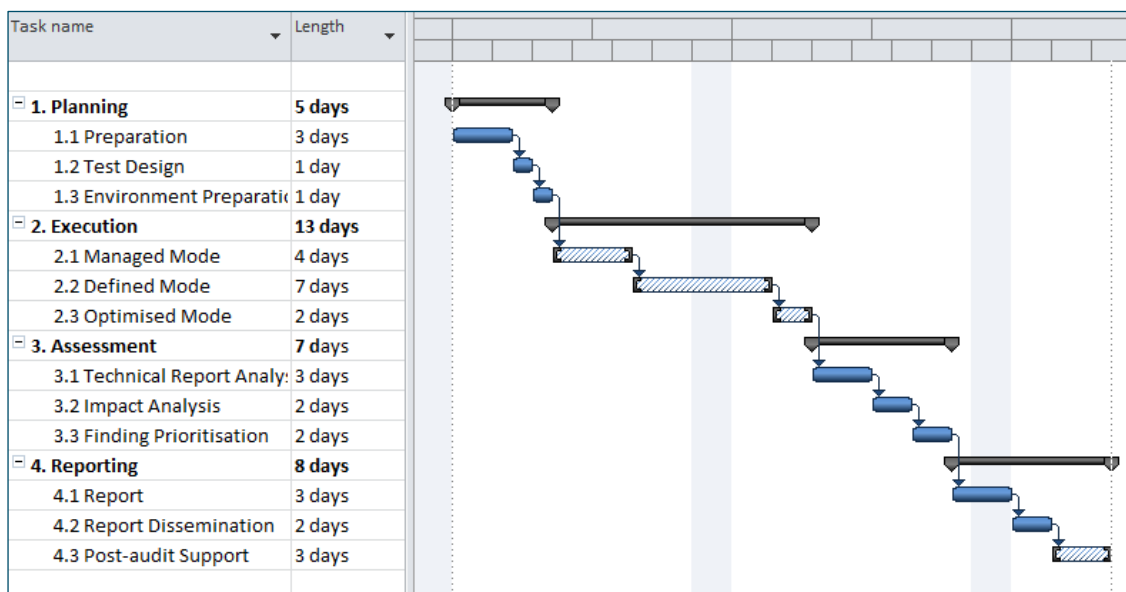 Task name Length
1. Planning 5 days
1.1 Preparation 3 days
1.2 Test Design 1 day
1.3 Environment Preparatio 1 day
2. Execution 13 days
2.1 Managed Mode 4 days
2.2 Defined Mode 7 days
2.3 Optimised Mode 2 days
3. Assessment 7 days
3.1 Technical Report Analys 3 days
3.2 Impact Analysis 2 days
3.3 Finding Prioritisation 2 days
4. Reporting 8 days
4.1 Report 3 days
4.2 Report Dissemination 2 days
4.3 Post-audit Support 3 days